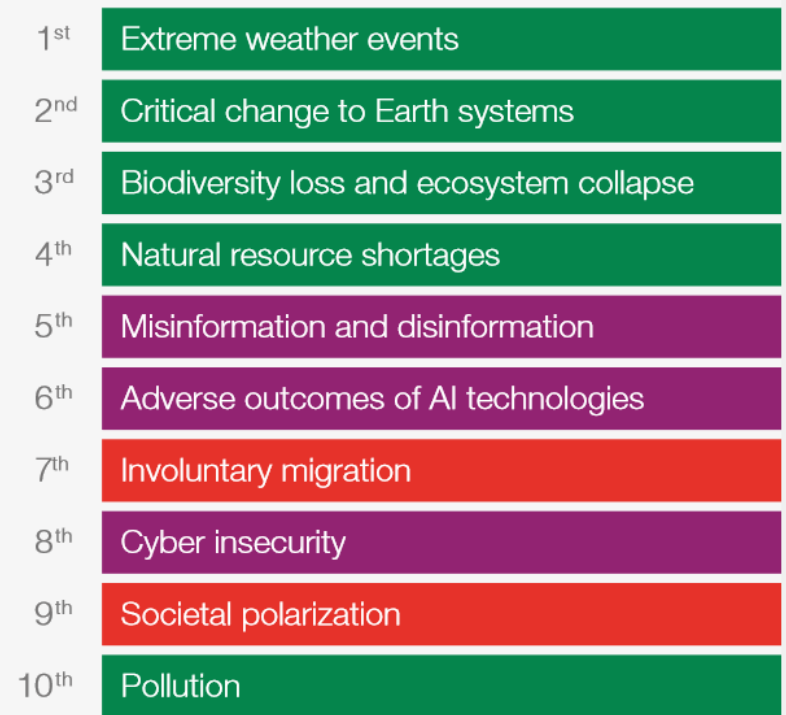 1st Extreme weather events
2nd Critical change to Earth systems
3rd Biodiversity loss and ecosystem collapse
4th Natural resource shortages
5th Misinformation and disinformation
6th Adverse outcomes of AI technologies
7th Involuntary migration
8th Cyber insecurity
9th Societal polarization
10th Pollution